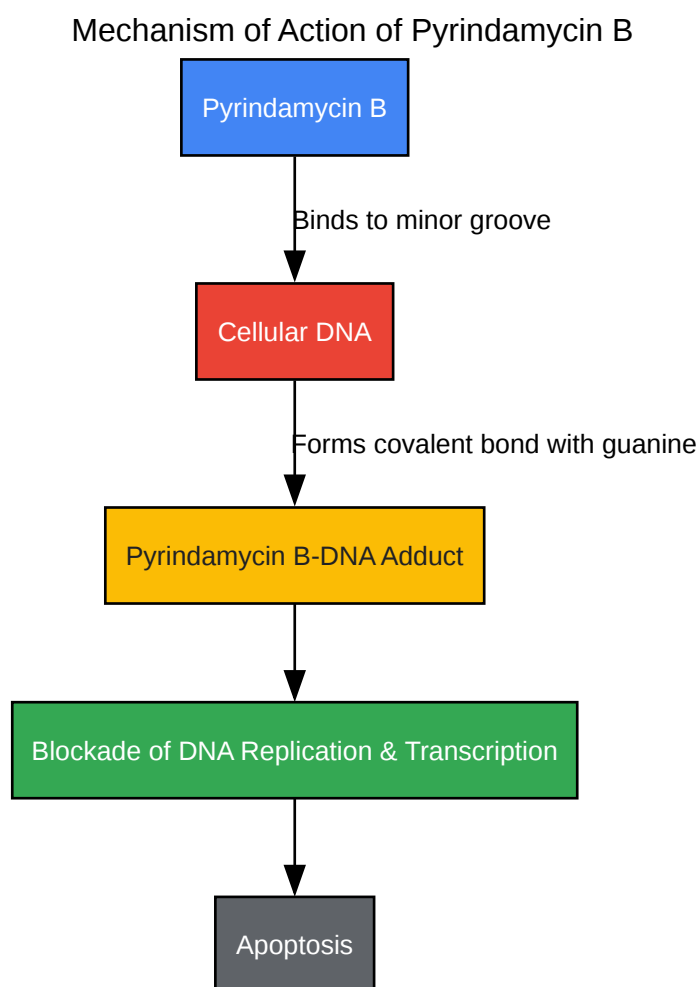 Mechanism of Action of Pyrindamycin B
Pyrindamycin B
Binds to minor groove
Cellular DNA
Forms covalent bond with guanine
Pyrindamycin B-DNA Adduct
Blockade of DNA Replication & Transcription
Apoptosis